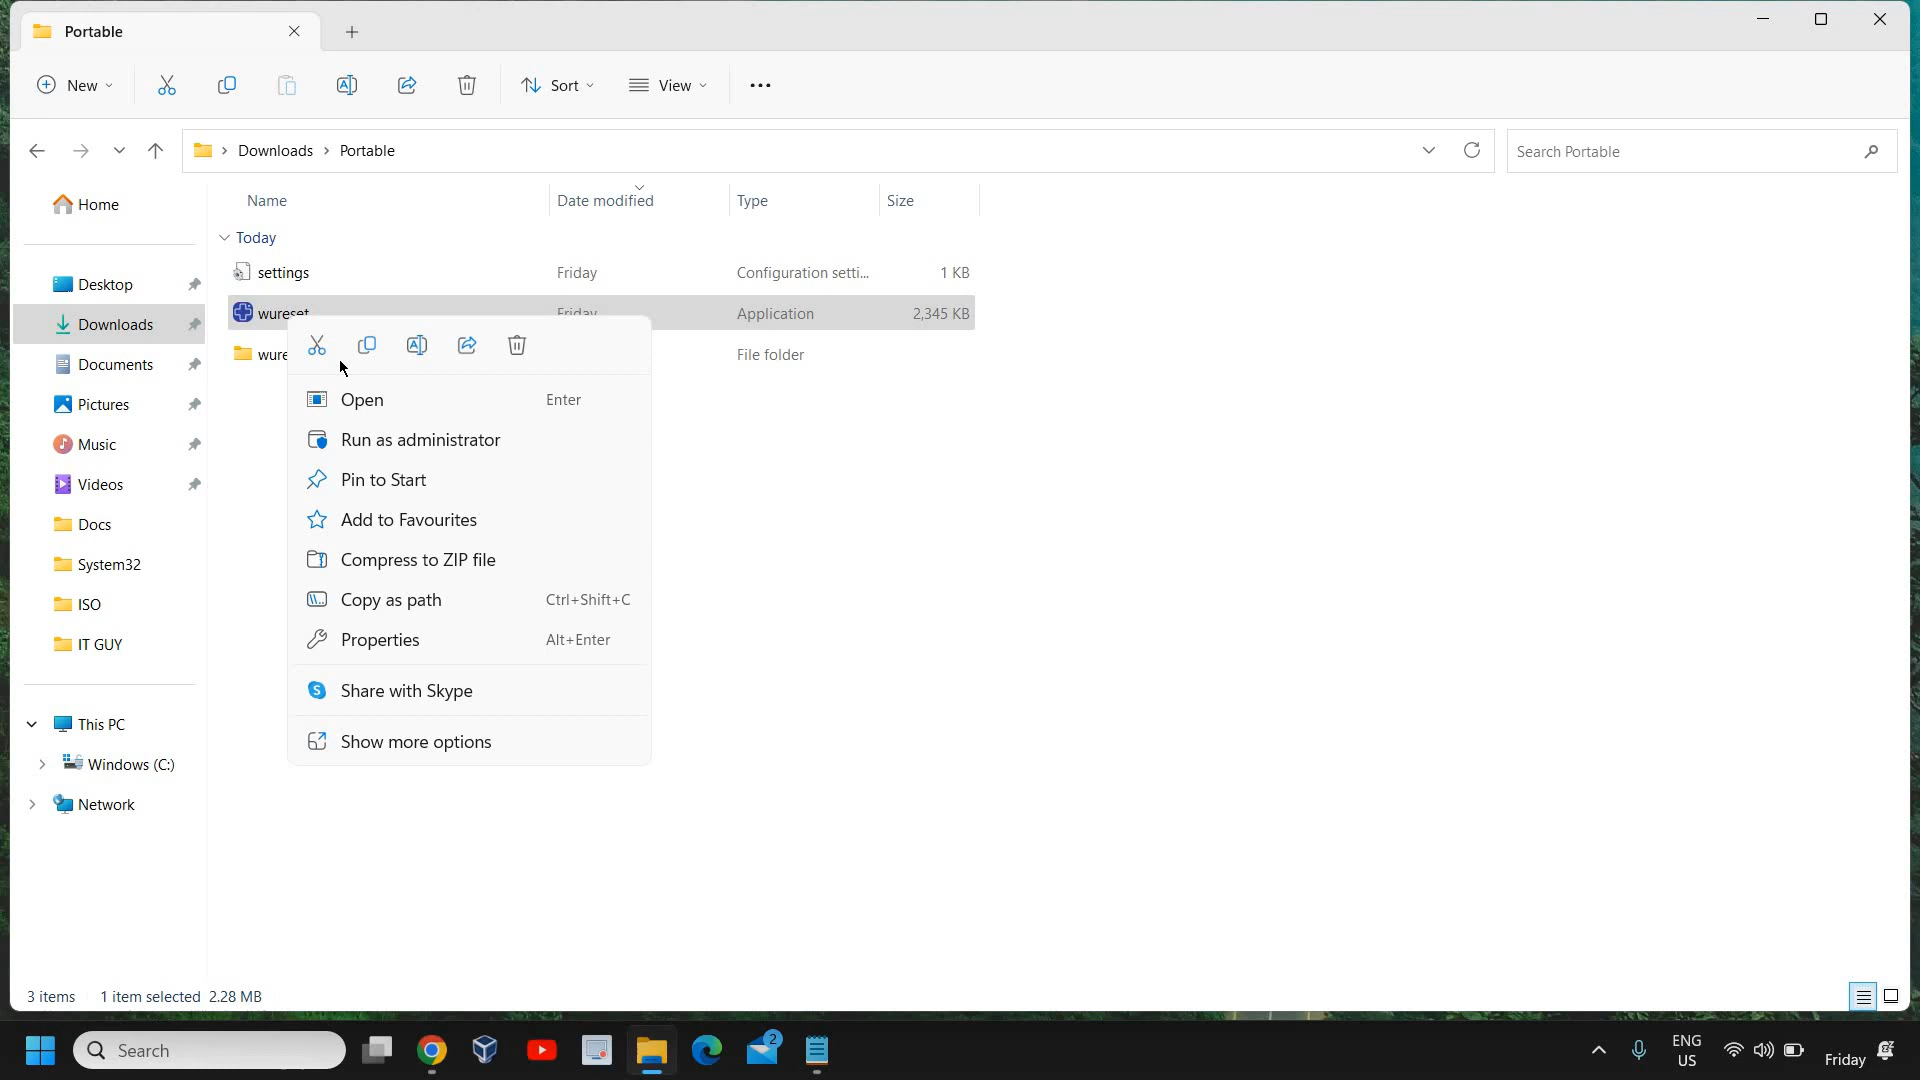 Portable
New
Sort
View
Downloads > Portable
Search Portable
Home
Desktop
Downloads
Documents
Pictures
Music
Videos
Docs
System32
ISO
IT GUY
This PC
Windows (C:)
Network
Name Date modified Type Size
Today
settings Friday Configuration setti... 1 KB
wureset Friday Application 2,345 KB
wure File folder
Open Enter
Run as administrator
Pin to Start
Add to Favourites
Compress to ZIP file
Copy as path Ctrl+Shift+C
Properties Alt+Enter
Share with Skype
Show more options
3 items 1 item selected 2.28 MB
Search
2
ENG
US
Friday